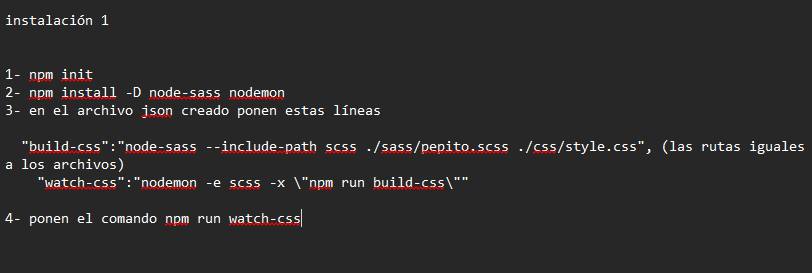 instalación 1
1- npm init
2- npm install -D node-sass nodemon
3- en el archivo json creado ponen estas líneas
"build-css":"node-sass --include-path scss ./sass/pepito.scss ./css/style.css", (las rutas iguales
a los archivos)
"watch-css":"nodemon -e scss -x \"npm run build-css\""
4- ponen el comando npm run watch-css